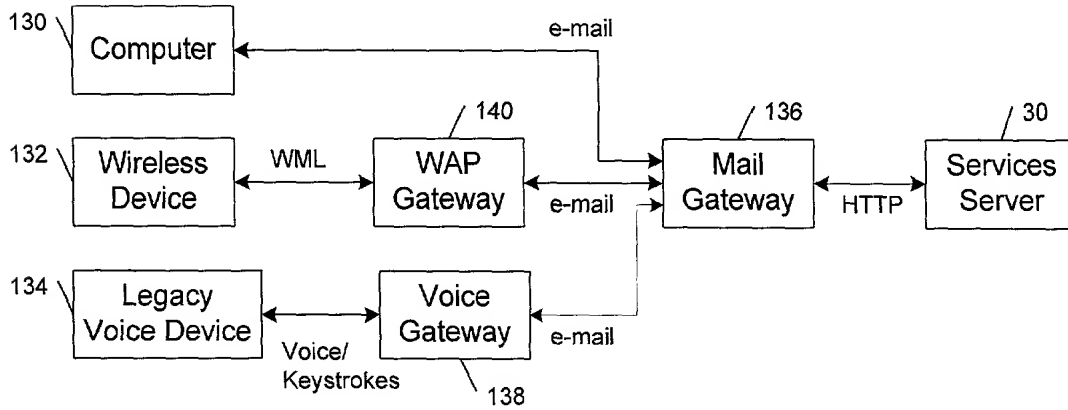 130
Computer
e-mail
140
136
30
132
Wireless
Device
WML
WAP
Gateway
e-mail
Mail
Gateway
HTTP
Services
Server
134
Legacy
Voice Device
Voice/
Keystrokes
Voice
Gateway
e-mail
138